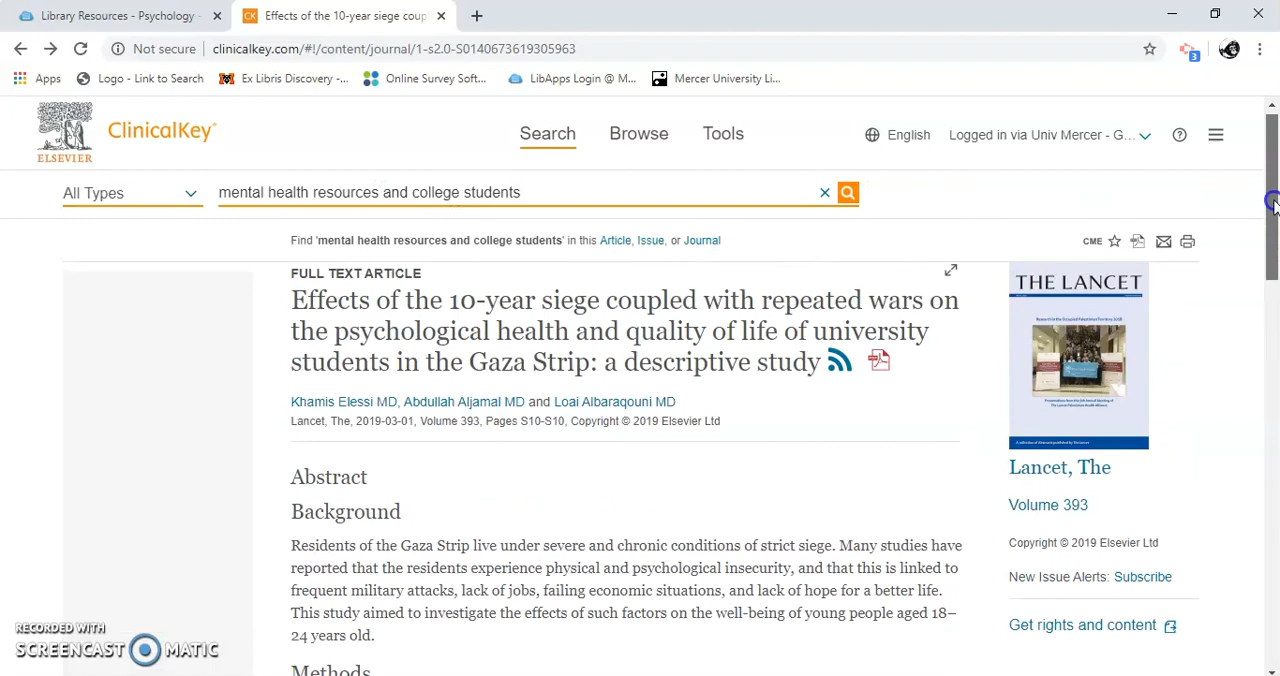 Library Resources - Psychology -
CK
Effects of the 10-year siege coup
Not secure
clinicalkey.com/#!/content/journal/1-s2.0-S0140673619305963
3
Apps
Logo - Link to Search
Ex Libris Discovery -...
Online Survey Soft...
LibApps Login @ M...
Mercer University Li...
ELSEVIER
ClinicalKey®
Search
Browse
Tools
English
Logged in via Univ Mercer - G...
All Types
mental health resources and college students
Find 'mental health resources and college students' in this Article, Issue, or Journal
CME
FULL TEXT ARTICLE
Effects of the 10-year siege coupled with repeated wars on
the psychological health and quality of life of university
students in the Gaza Strip: a descriptive study
Khamis Elessi MD, Abdullah Aljamal MD and Loai Albaraqouni MD
Lancet, The, 2019-03-01, Volume 393, Pages S10-S10, Copyright © 2019 Elsevier Ltd
Abstract
Background
Residents of the Gaza Strip live under severe and chronic conditions of strict siege. Many studies have
reported that the residents experience physical and psychological insecurity, and that this is linked to
frequent military attacks, lack of jobs, failing economic situations, and lack of hope for a better life.
This study aimed to investigate the effects of such factors on the well-being of young people aged 18–
24 years old.
Methods
THE LANCET
Lancet, The
Volume 393
Copyright © 2019 Elsevier Ltd
New Issue Alerts: Subscribe
Get rights and content
RECORDED WITH
SCREENCAST MATIC